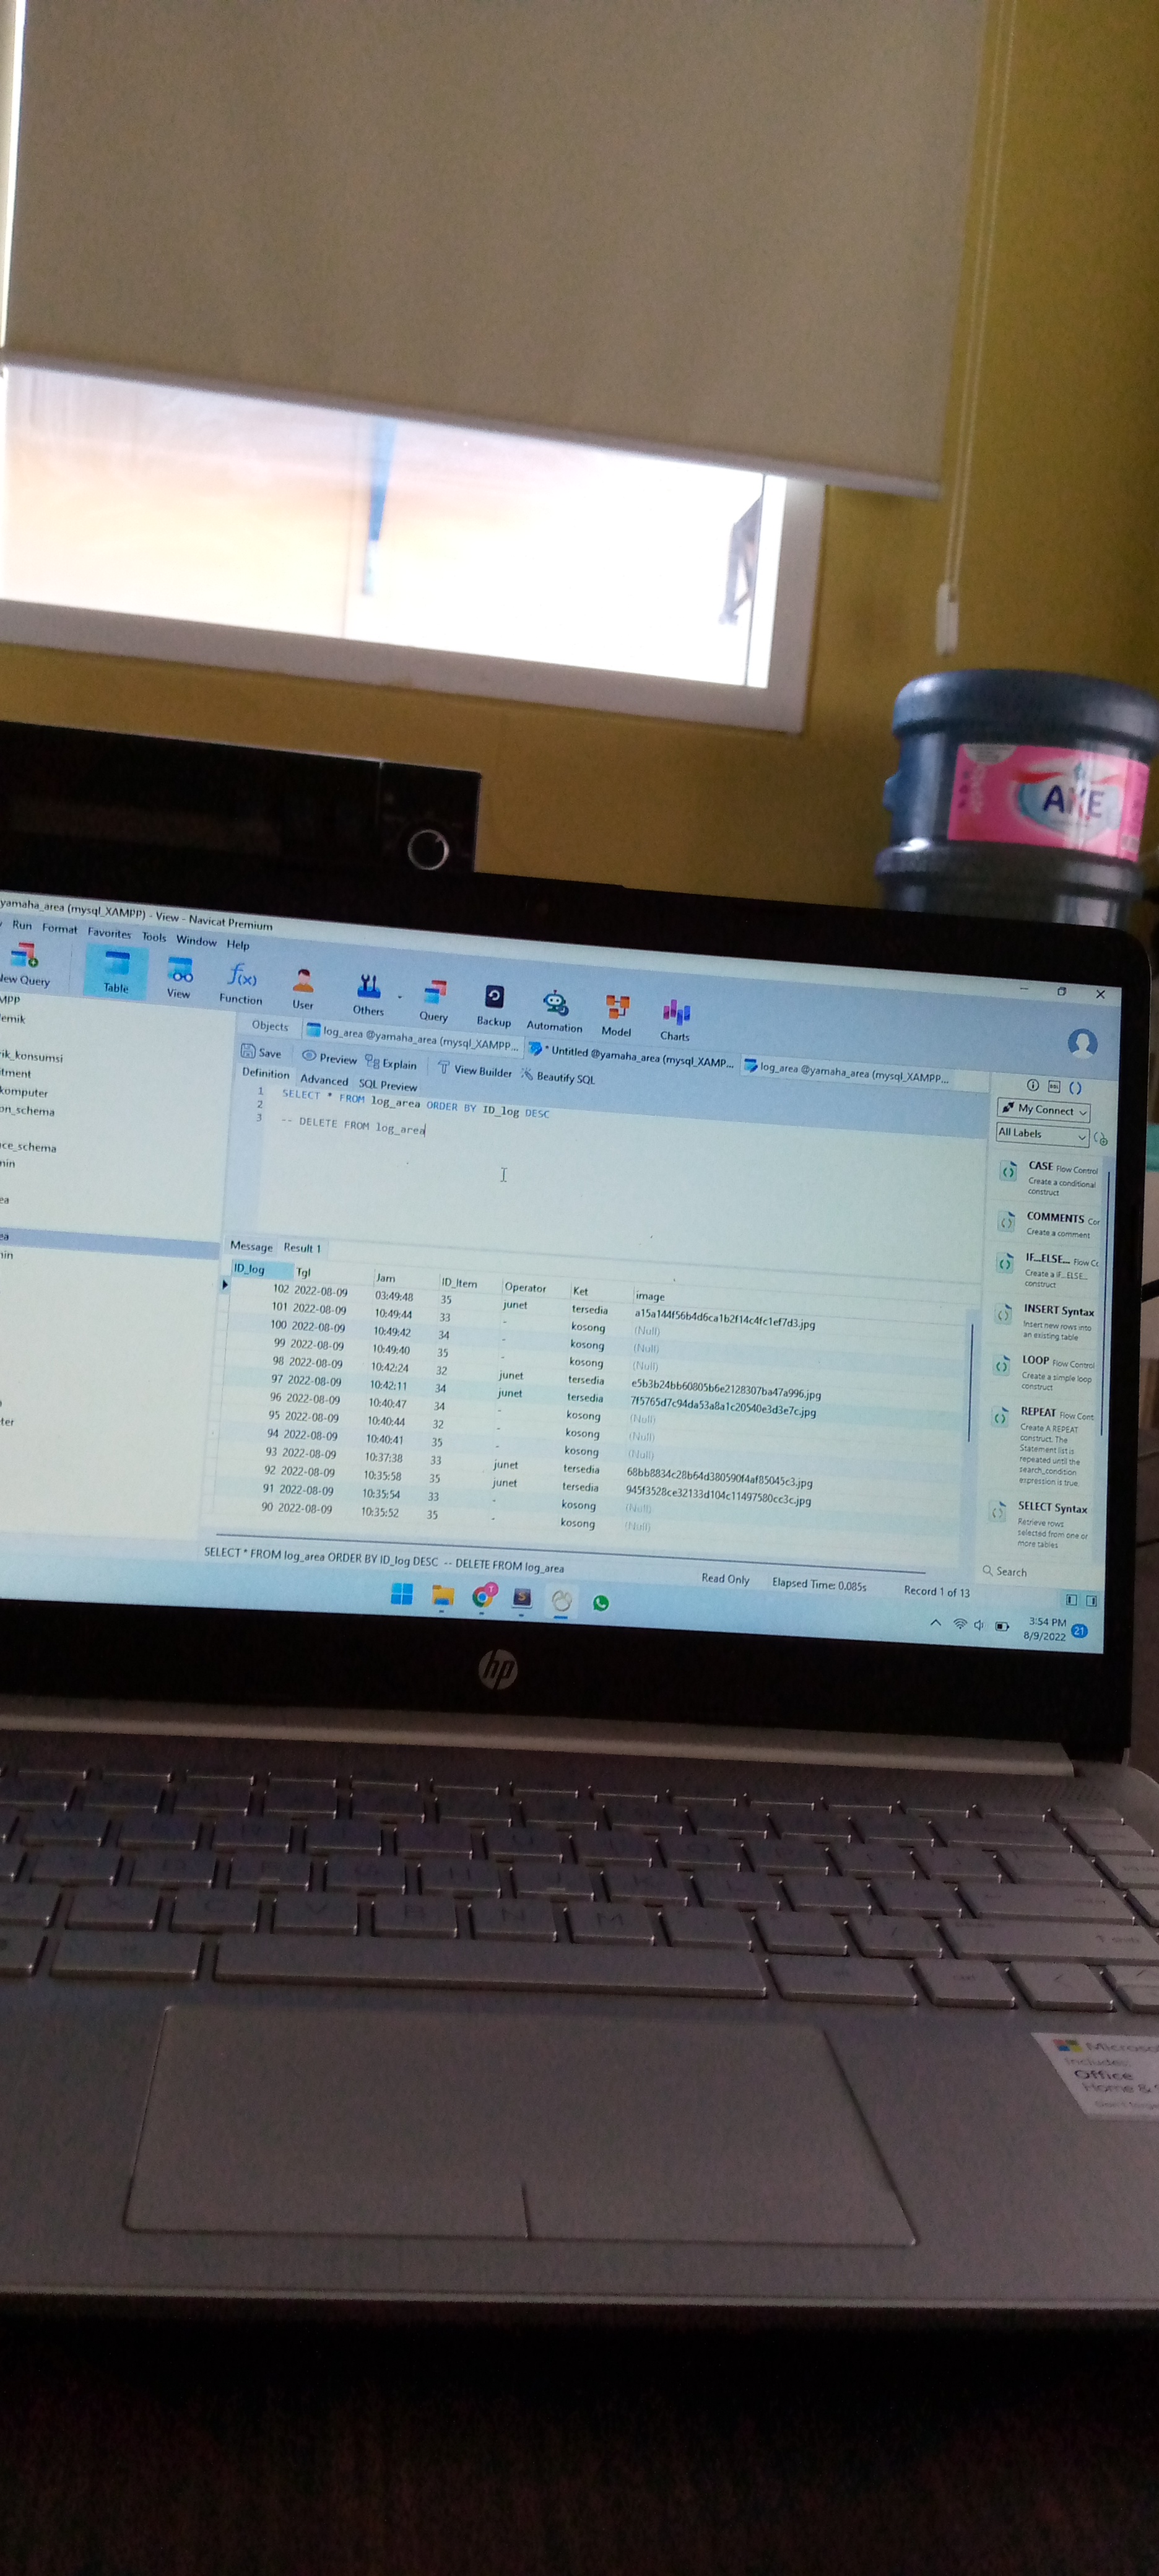 AKE
yamaha_area (mysql_XAMPP) - View - Navicat Premium
Run Format Favorites Tools Window Help
New Query Table View Function User Others Query Backup Automation Model Charts
f(x)
MPP
emik
ik_konsumsi
tment
komputer
on_schema
ce_schema
min
ea
ea
min
ter
Objects log_area @yamaha_area (mysql_XAMPP... * Untitled @yamaha_area (mysql_XAMP... log_area @yamaha_area (mysql_XAMPP...
Save Preview Explain View Builder Beautify SQL
Definition Advanced SQL Preview
1 SELECT * FROM log_area ORDER BY ID_log DESC
2
3 -- DELETE FROM log_area
Message Result 1
ID_log Tgl Jam ID_Item Operator Ket image
102 2022-08-09 03:49:48 35 junet tersedia a15a144f56b4d6ca1b2f14c4fc1ef7d3.jpg
101 2022-08-09 10:49:44 33 - kosong (Null)
100 2022-08-09 10:49:42 34 - kosong (Null)
99 2022-08-09 10:49:40 35 - kosong (Null)
98 2022-08-09 10:42:24 32 junet tersedia e5b3b24bb60805b6e2128307ba47a996.jpg
97 2022-08-09 10:42:11 34 junet tersedia 7f5765d7c94da53a8a1c20540e3d3e7c.jpg
96 2022-08-09 10:40:47 34 - kosong (Null)
95 2022-08-09 10:40:44 32 - kosong (Null)
94 2022-08-09 10:40:41 35 - kosong (Null)
93 2022-08-09 10:37:38 33 junet tersedia 68bb8834c28b64d380590f4af85045c3.jpg
92 2022-08-09 10:35:58 35 junet tersedia 945f3528ce32133d104c11497580cc3c.jpg
91 2022-08-09 10:35:54 33 - kosong (Null)
90 2022-08-09 10:35:52 35 - kosong (Null)
SELECT * FROM log_area ORDER BY ID_log DESC -- DELETE FROM log_area
Read Only Elapsed Time: 0.085s Record 1 of 13
My Connect
All Labels
CASE Flow Control
Create a conditional
construct
COMMENTS Cor
Create a comment
IF...ELSE... Flow Cc
Create a IF...ELSE...
construct
INSERT Syntax
Insert new rows into
an existing table
LOOP Flow Control
Create a simple loop
construct
REPEAT Flow Cont
Create A REPEAT
construct. The
Statement list is
repeated until the
search_condition
expression is true.
SELECT Syntax
Retrieve rows
selected from one or
more tables
Search
3:54 PM
8/9/2022
21
hp
Microsof
Includes:
Office
Home &